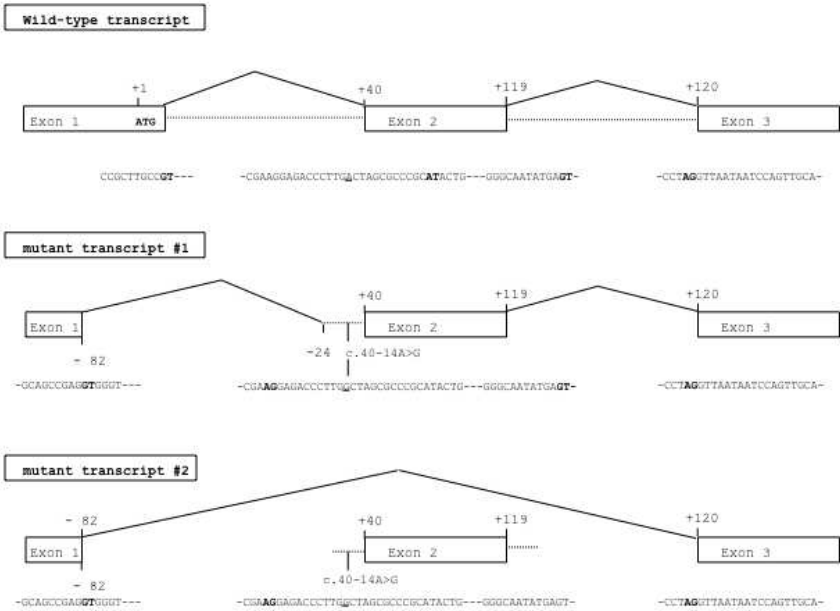 Wild-type transcript
+1 +40 +119 +120
Exon 1 ATG Exon 2 Exon 3
CCGCTTGCCGT--- -CGAAGGAGACCCTTGACTAGCGCCCGCATACTG---GGGCAATATGAGT- -CCTAGGTTAATAATCCAGTTGCA-
mutant transcript #1
+40 +119 +120
Exon 1 Exon 2 Exon 3
- 82 -24 c.40-14A>G
-GCAGCCGAGGTGGGT--- -CGAAGGAGACCCTTGGCTAGCGCCCGCATACTG---GGGCAATATGAGT- -CCTAGGTTAATAATCCAGTTGCA-
mutant transcript #2
- 82 +40 +119 +120
Exon 1 Exon 2 Exon 3
- 82 c.40-14A>G
-GCAGCCGAGGTGGGT--- -CGAAGGAGACCCTTGGCTAGCGCCCGCATACTG---GGGCAATATGAGT- -CCTAGGTTAATAATCCAGTTGCA-